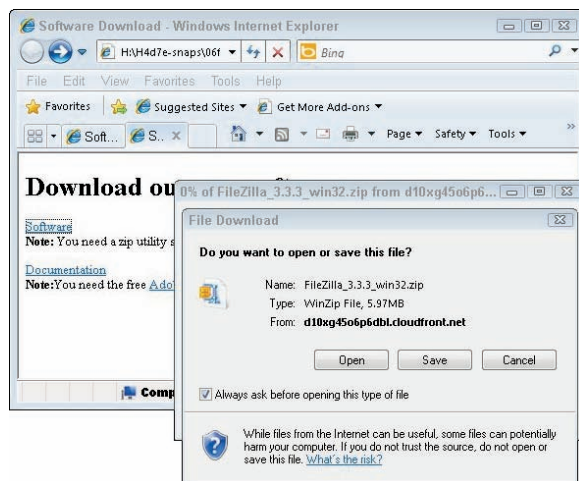 Software Download - Windows Internet Explorer
H:\H4d7e-snaps\06f
Bing
File Edit View Favorites Tools Help
Favorites Suggested Sites Get More Add-ons
Soft... S.. Page Safety Tools
Download ou
Software
Note: You need a zip utility s
Documentation
Note:You need the free Ado
Comp
0% of FileZilla_3.3.3_win32.zip from d10xg45o6p6...
File Download
Do you want to open or save this file?
Name: FileZilla_3.3.3_win32.zip
Type: WinZip File, 5.97MB
From: d10xg45o6p6dbl.cloudfront.net
Open Save Cancel
Always ask before opening this type of file
While files from the Internet can be useful, some files can potentially
harm your computer. If you do not trust the source, do not open or
save this file. What's the risk?